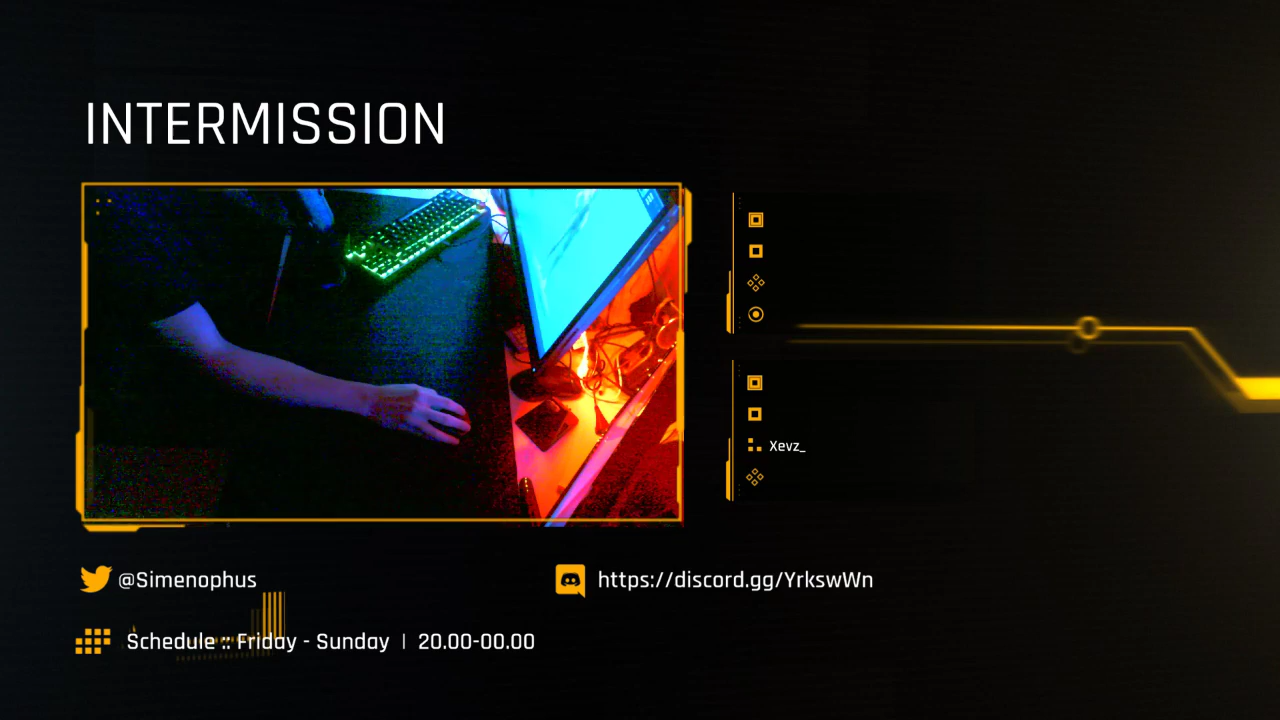 INTERMISSION
Xevz_
@Simenophus
https://discord.gg/YrkswWn
Schedule :: Friday - Sunday | 20.00-00.00